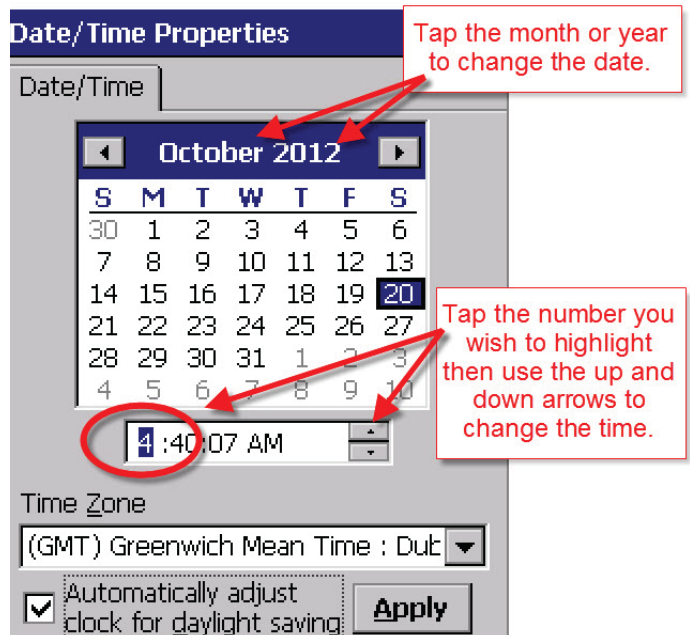 Date/Time Properties
Tap the month or year
to change the date.
Date/Time
October 2012
S M T W T F S
30 1 2 3 4 5 6
7 8 9 10 11 12 13
14 15 16 17 18 19 20
21 22 23 24 25 26 27
28 29 30 31 1 2 3
4 5 6 7 8 9 10
Tap the number you
wish to highlight
then use the up and
down arrows to
change the time.
4 :40:07 AM
Time Zone
(GMT) Greenwich Mean Time : Dub
Automatically adjust
clock for daylight saving
Apply